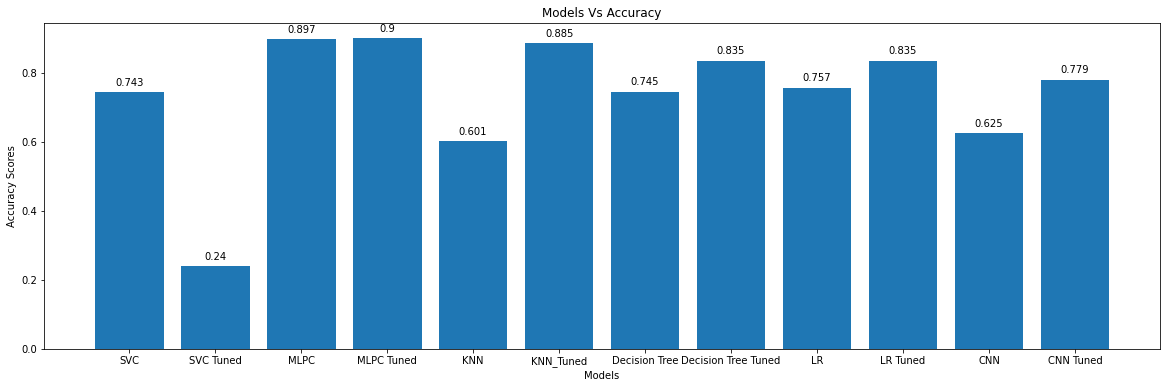 Models Vs Accuracy
Accuracy Scores
0.8
0.6
0.4
0.2
0.0
0.743
0.24
0.897
0.9
0.601
0.885
0.745
0.835
0.757
0.835
0.625
0.779
SVC
SVC Tuned
MLPC
MLPC Tuned
KNN
KNN_Tuned
Decision Tree
Decision Tree Tuned
LR
LR Tuned
CNN
CNN Tuned
Models